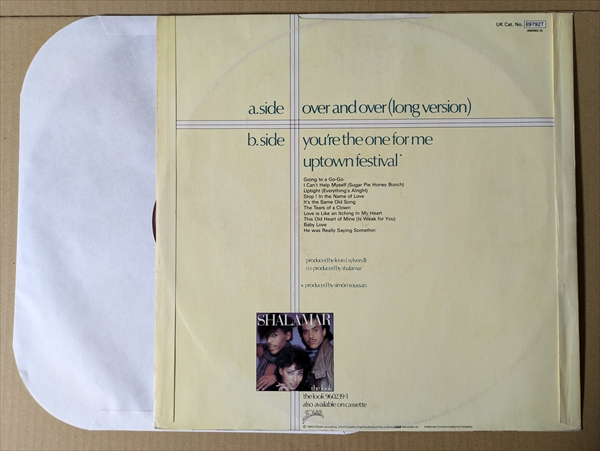 UK Cat. No. E9792T
a.side over and over (long version)
b.side you're the one for me
uptown festival*
Going to a Go-Go
I Can't Help Myself (Sugar Pie Honey Bunch)
Uptight (Everything's Alright)
Stop ! In the Name of Love
It's the Same Old Song
The Tears of a Clown
Love is Like an Itching In My Heart
This Old Heart of Mine (Is Weak for You)
Baby Love
He was Really Saying Somethin'
produced by leon f. sylvers III
co produced by shalamar
* produced by simon soussan
SHALAMAR
the look
the look 960239-1
also available on cassette
SOLAR